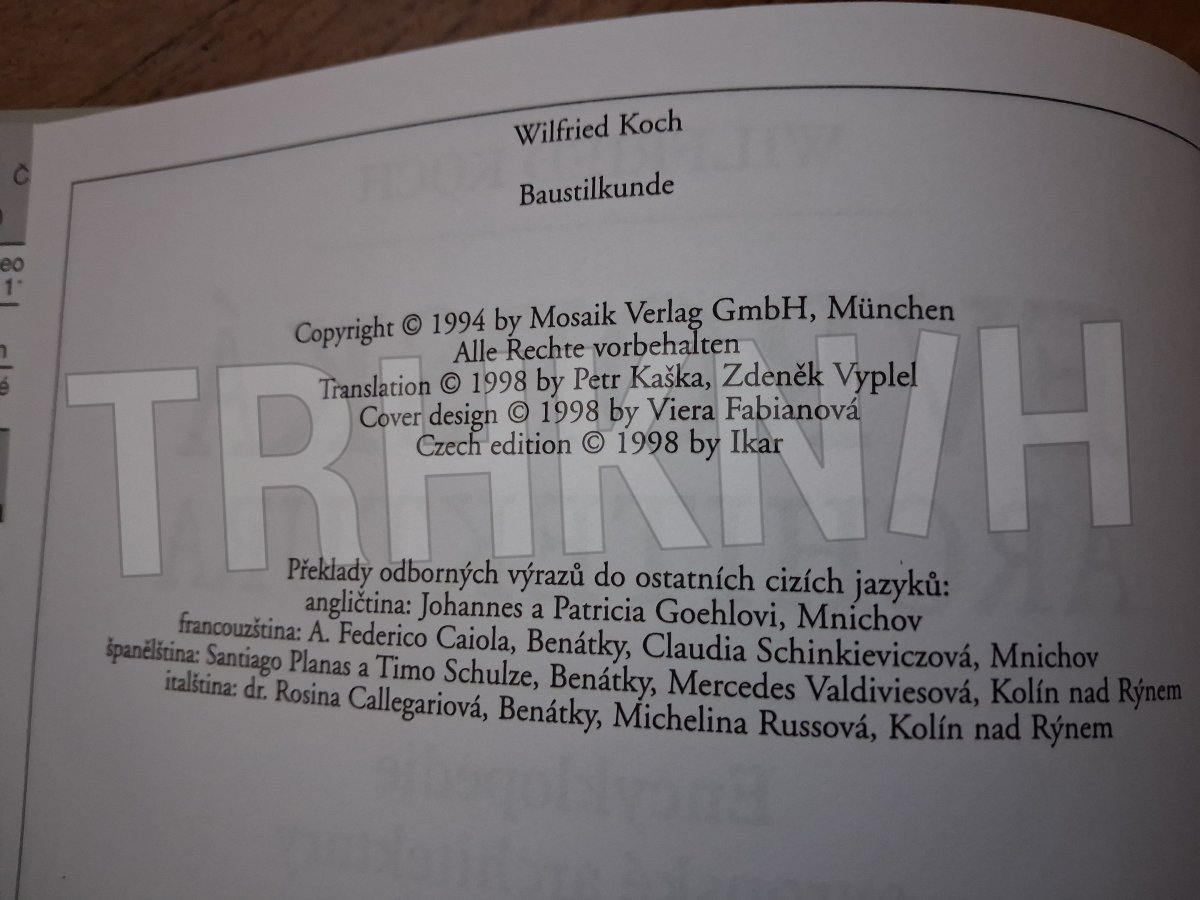 Wilfried Koch
Baustilkunde
Copyright © 1994 by Mosaik Verlag GmbH, München
Alle Rechte vorbehalten
Translation © 1998 by Petr Kaška, Zdeněk Vyplel
Cover design © 1998 by Viera Fabianová
Czech edition © 1998 by Ikar
TRHKN/H
Překlady odborných výrazů do ostatních cizích jazyků:
angličtina: Johannes a Patricia Goehlovi, Mnichov
francouzština: A. Federico Caiola, Benátky, Claudia Schinkieviczová, Mnichov
španělština: Santiago Planas a Timo Schulze, Benátky, Mercedes Valdiviesová, Kolín nad Rýnem
italština: dr. Rosina Callegariová, Benátky, Michelina Russová, Kolín nad Rýnem